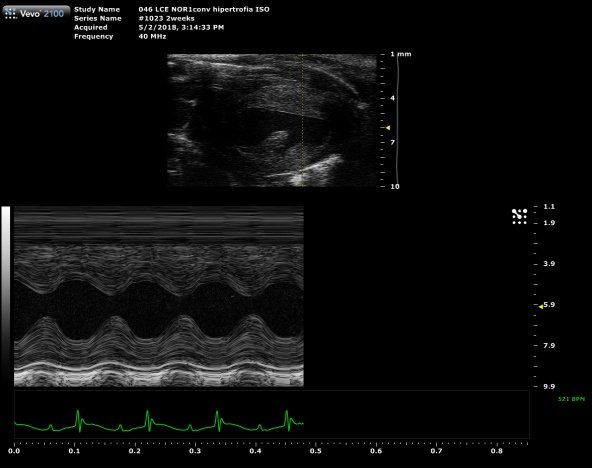 Vevo 2100
Study Name 046 LCE NOR1conv hipertrofia ISO
Series Name #1023 2weeks
Acquired 5/2/2018, 3:14:33 PM
Frequency 40 MHz
1 mm
4
7
10
1.1
1.9
3.9
5.9
7.9
9.9
521 BPM
0.0 0.1 0.2 0.3 0.4 0.5 0.6 0.7 0.8